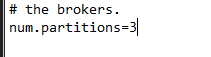 # the brokers.
num.partitions=3